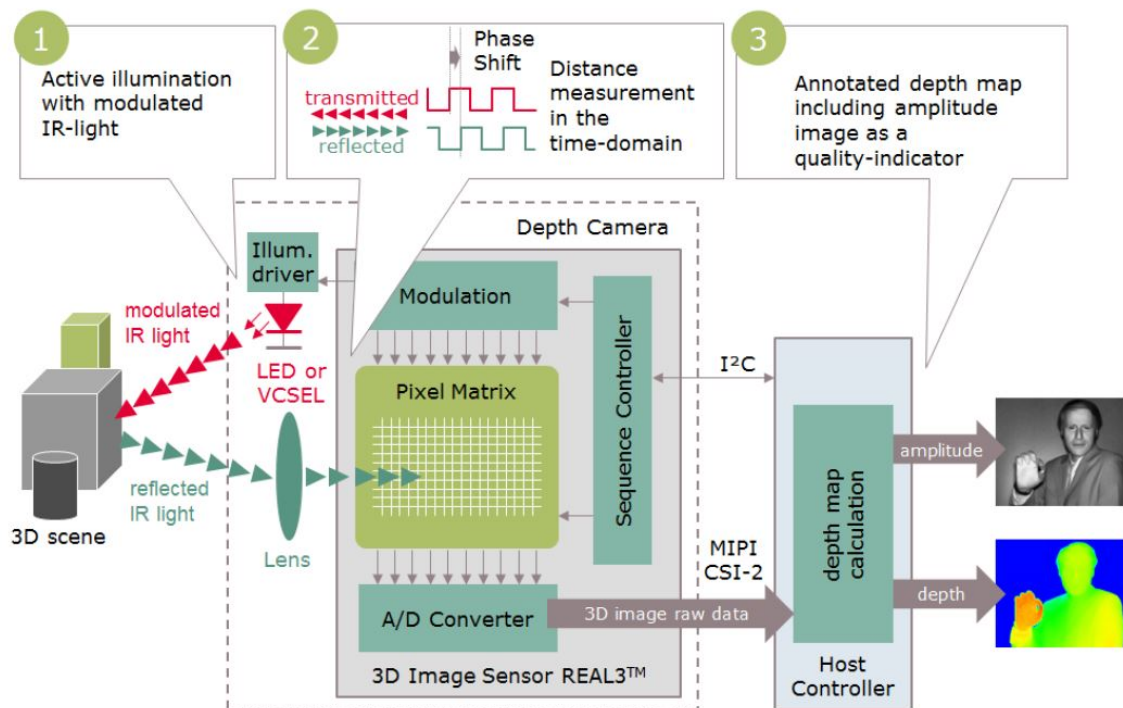 1
Active illumination
with modulated
IR-light
2
Phase
Shift
transmitted
reflected
Distance
measurement
in the
time-domain
3
Annotated depth map
including amplitude
image as a
quality-indicator
Depth Camera
Illum.
driver
Modulation
modulated
IR light
LED or
VCSEL
Pixel Matrix
Sequence Controller
I²C
reflected
IR light
3D scene
Lens
A/D Converter
3D image raw data
MIPI
CSI-2
3D Image Sensor REAL3™
depth map
calculation
amplitude
depth
Host
Controller